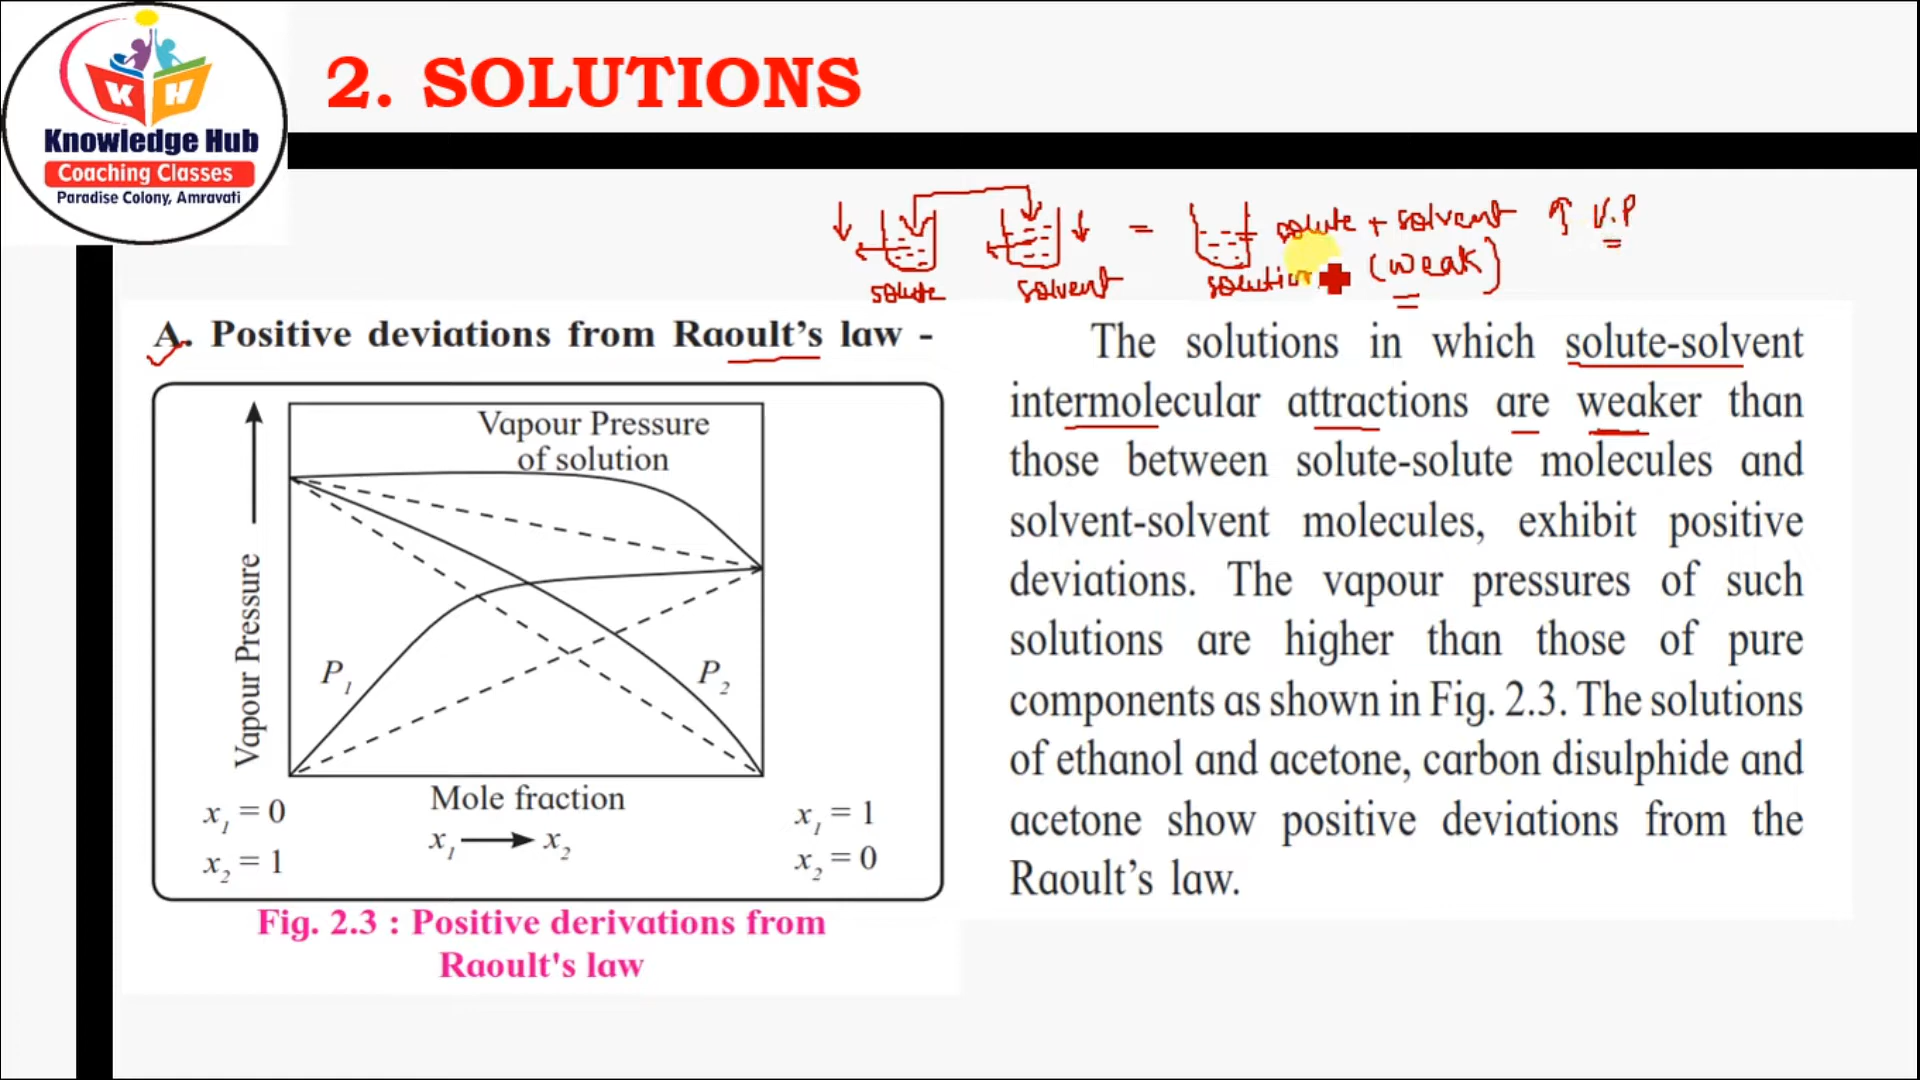 2. SOLUTIONS
K H
Knowledge Hub
Coaching Classes
Paradise Colony, Amravati
solute
solvent
=
solution
solute + solvent ↑ V.P
(weak)
A. Positive deviations from Raoult's law -
Vapour Pressure
of solution
Vapour Pressure
P1
P2
Mole fraction
x1 → x2
x1 = 0
x2 = 1
x1 = 1
x2 = 0
Fig. 2.3 : Positive derivations from
Raoult's law
The solutions in which solute-solvent
intermolecular attractions are weaker than
those between solute-solute molecules and
solvent-solvent molecules, exhibit positive
deviations. The vapour pressures of such
solutions are higher than those of pure
components as shown in Fig. 2.3. The solutions
of ethanol and acetone, carbon disulphide and
acetone show positive deviations from the
Raoult's law.